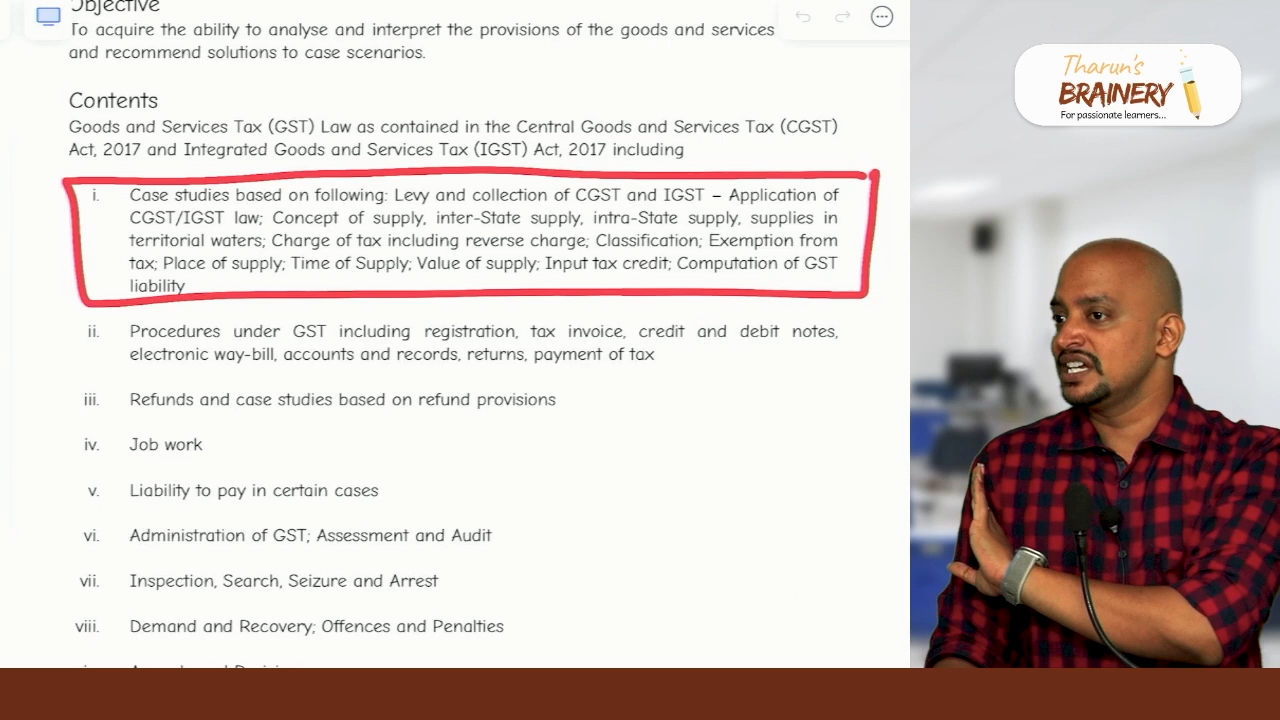 Objective
To acquire the ability to analyse and interpret the provisions of the goods and services
and recommend solutions to case scenarios.
Contents
Goods and Services Tax (GST) Law as contained in the Central Goods and Services Tax (CGST)
Act, 2017 and Integrated Goods and Services Tax (IGST) Act, 2017 including
i. Case studies based on following: Levy and collection of CGST and IGST – Application of
CGST/IGST law; Concept of supply, inter-State supply, intra-State supply, supplies in
territorial waters; Charge of tax including reverse charge; Classification; Exemption from
tax; Place of supply; Time of Supply; Value of supply; Input tax credit; Computation of GST
liability
ii. Procedures under GST including registration, tax invoice, credit and debit notes,
electronic way-bill, accounts and records, returns, payment of tax
iii. Refunds and case studies based on refund provisions
iv. Job work
v. Liability to pay in certain cases
vi. Administration of GST; Assessment and Audit
vii. Inspection, Search, Seizure and Arrest
viii. Demand and Recovery; Offences and Penalties
Tharun's
BRAINERY
For passionate learners...